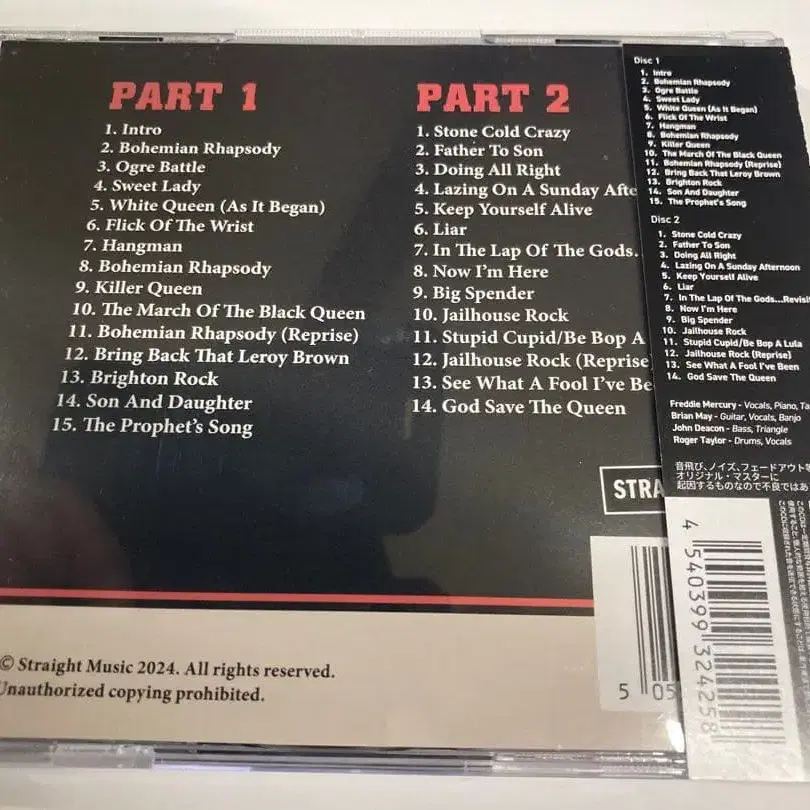 PART 1
1. Intro
2. Bohemian Rhapsody
3. Ogre Battle
4. Sweet Lady
5. White Queen (As It Began)
6. Flick Of The Wrist
7. Hangman
8. Bohemian Rhapsody
9. Killer Queen
10. The March Of The Black Queen
11. Bohemian Rhapsody (Reprise)
12. Bring Back That Leroy Brown
13. Brighton Rock
14. Son And Daughter
15. The Prophet's Song
PART 2
1. Stone Cold Crazy
2. Father To Son
3. Doing All Right
4. Lazing On A Sunday Afte
5. Keep Yourself Alive
6. Liar
7. In The Lap Of The Gods.
8. Now I'm Here
9. Big Spender
10. Jailhouse Rock
11. Stupid Cupid/Be Bop A
12. Jailhouse Rock (Reprise
13. See What A Fool I've Be
14. God Save The Queen
STRA
5 05
© Straight Music 2024. All rights reserved.
Unauthorized copying prohibited.
Disc 1
1. Intro
2. Bohemian Rhapsody
3. Ogre Battle
4. Sweet Lady
5. White Queen (As It Began)
6. Flick Of The Wrist
7. Hangman
8. Bohemian Rhapsody
9. Killer Queen
10. The March Of The Black Queen
11. Bohemian Rhapsody (Reprise)
12. Bring Back That Leroy Brown
13. Brighton Rock
14. Son And Daughter
15. The Prophet's Song
Disc 2
1. Stone Cold Crazy
2. Father To Son
3. Doing All Right
4. Lazing On A Sunday Afternoon
5. Keep Yourself Alive
6. Liar
7. In The Lap Of The Gods...Revisi
8. Now I'm Here
9. Big Spender
10. Jailhouse Rock
11. Stupid Cupid/Be Bop A Lula
12. Jailhouse Rock (Reprise)
13. See What A Fool I've Been
14. God Save The Queen
Freddie Mercury - Vocals, Piano, Ta
Brian May - Guitar, Vocals, Banjo
John Deacon - Bass, Triangle
Roger Taylor - Drums, Vocals
音飛び、ノイズ、フェードアウト等
オリジナル・マスターに
起因するものなので不良ではあ
4 540399 324258